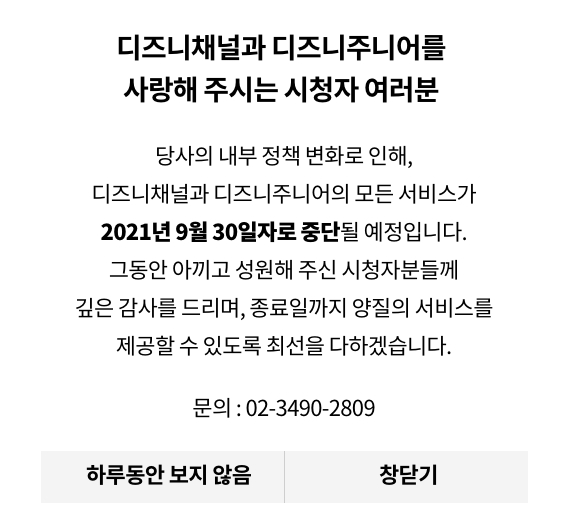 디즈니채널과 디즈니주니어를
사랑해 주시는 시청자 여러분
당사의 내부 정책 변화로 인해,
디즈니채널과 디즈니주니어의 모든 서비스가
2021년 9월 30일자로 중단될 예정입니다.
그동안 아끼고 성원해 주신 시청자분들께
깊은 감사를 드리며, 종료일까지 양질의 서비스를
제공할 수 있도록 최선을 다하겠습니다.
문의 : 02-3490-2809
하루동안 보지 않음
창닫기